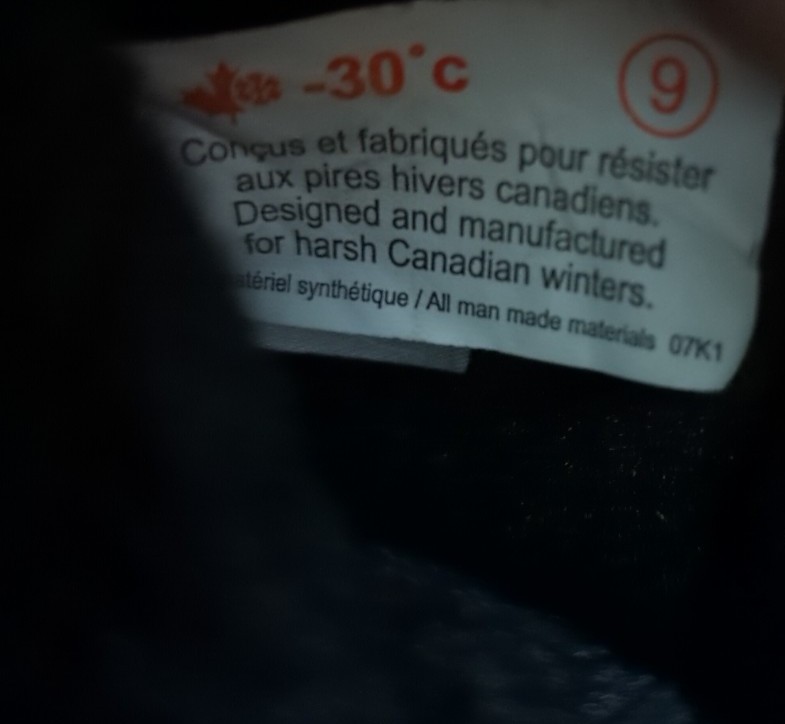 -30°C 9
Conçus et fabriqués pour résister
aux pires hivers canadiens.
Designed and manufactured
for harsh Canadian winters.
synthétique / All man made materials 07K1